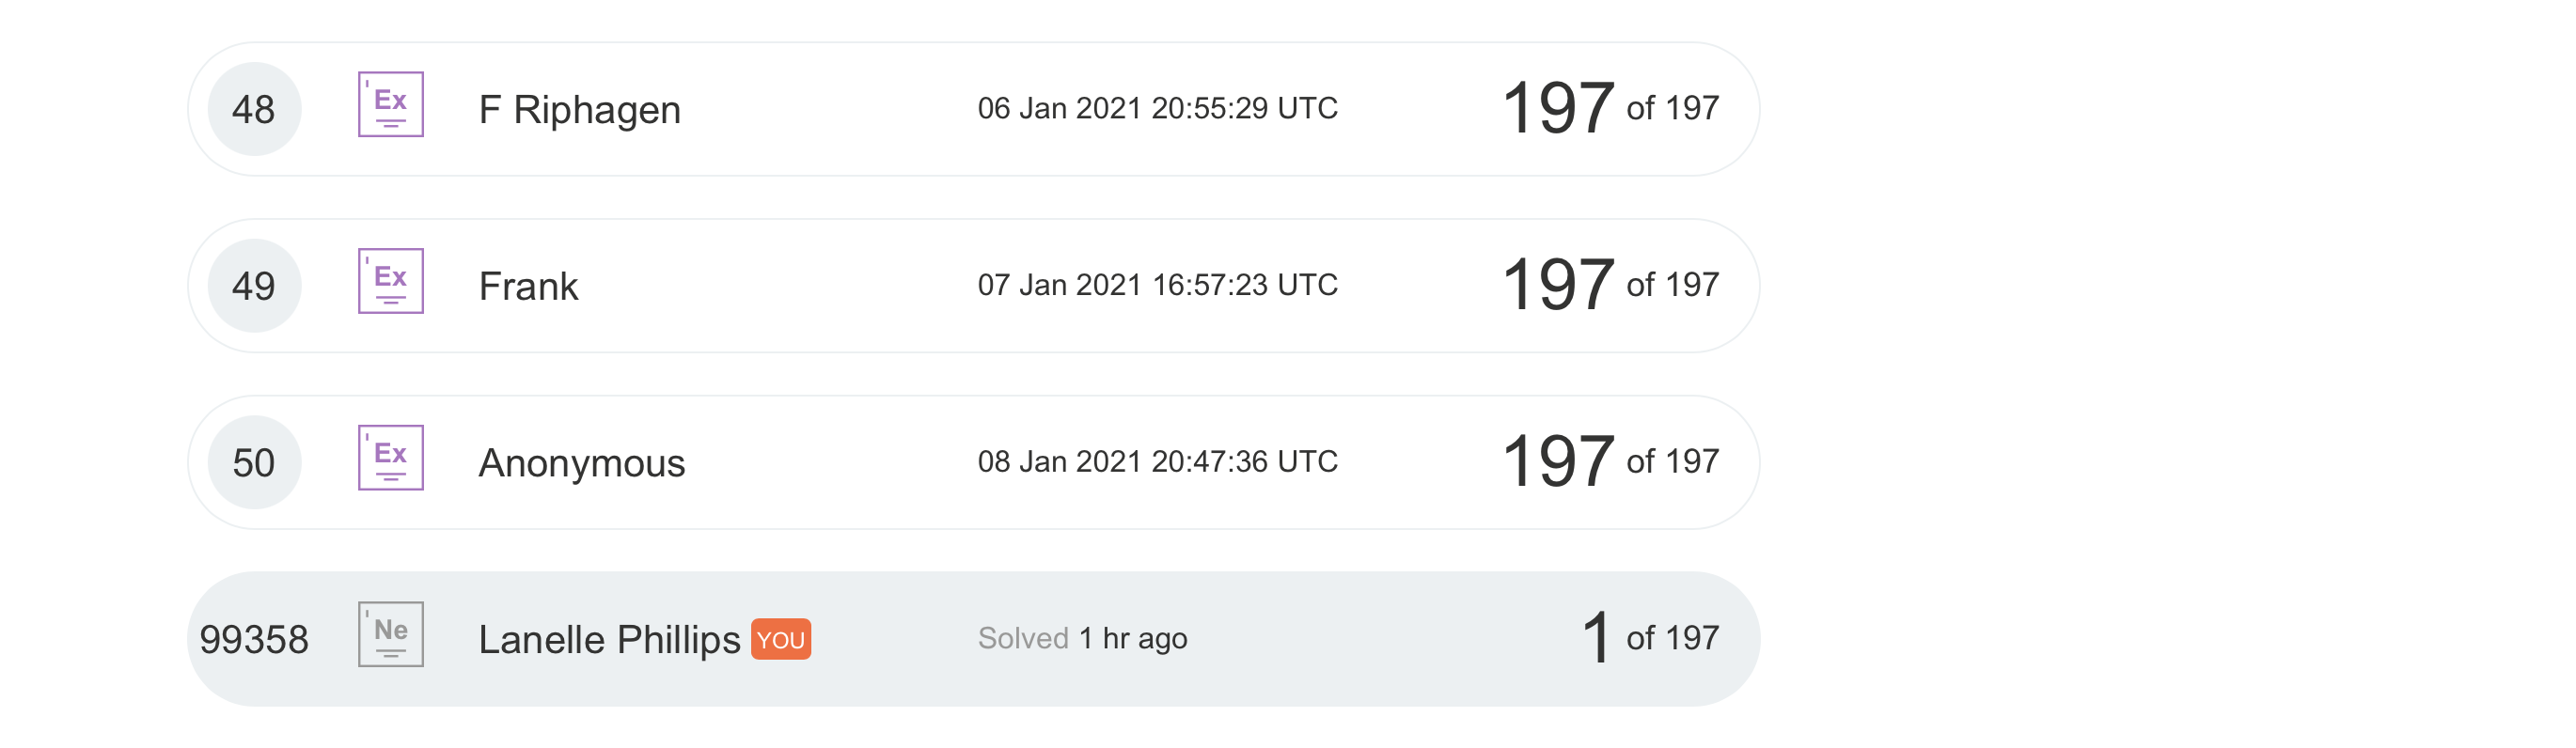 48 'Ex F Riphagen 06 Jan 2021 20:55:29 UTC 197 of 197
49 'Ex Frank 07 Jan 2021 16:57:23 UTC 197 of 197
50 'Ex Anonymous 08 Jan 2021 20:47:36 UTC 197 of 197
99358 'Ne Lanelle Phillips YOU Solved 1 hr ago 1 of 197